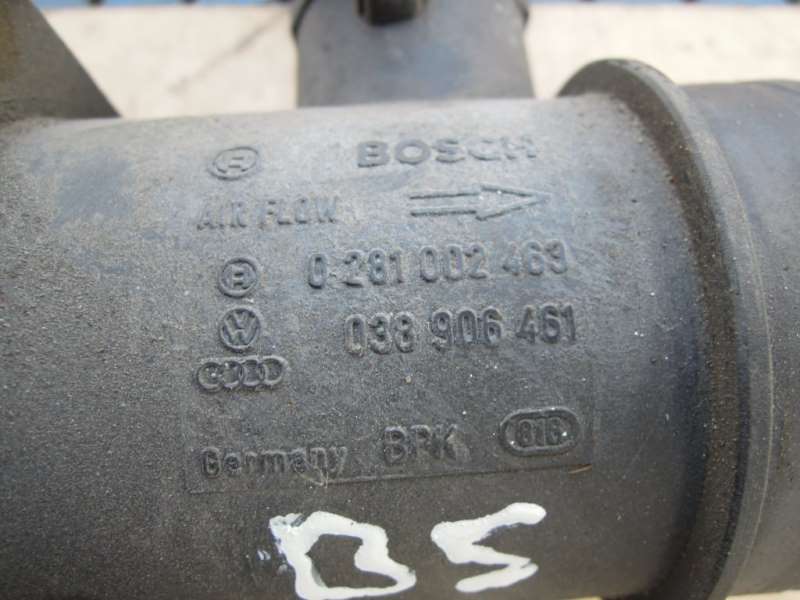 BOSCH
AIR FLOW
0 281 002 463
038 906 461
Germany BPK 818
B5